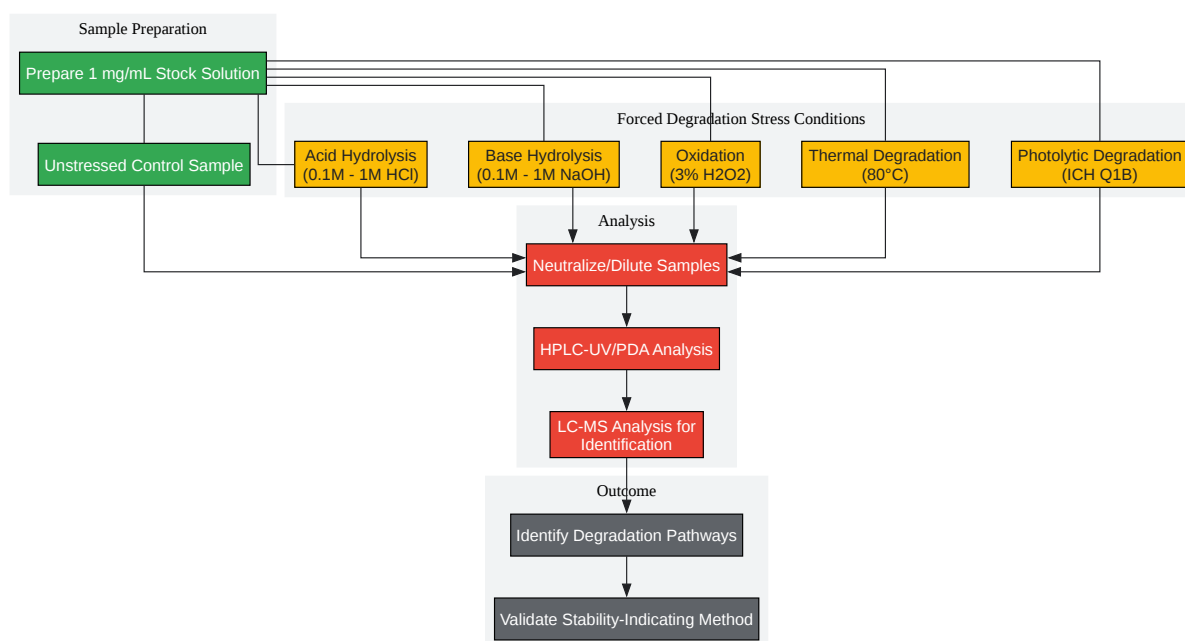 Sample Preparation
Prepare 1 mg/mL Stock Solution
Unstressed Control Sample
Forced Degradation Stress Conditions
Acid Hydrolysis
(0.1M - 1M HCl)
Base Hydrolysis
(0.1M - 1M NaOH)
Oxidation
(3% H2O2)
Thermal Degradation
(80°C)
Photolytic Degradation
(ICH Q1B)
Analysis
Neutralize/Dilute Samples
HPLC-UV/PDA Analysis
LC-MS Analysis for
Identification
Outcome
Identify Degradation Pathways
Validate Stability-Indicating Method